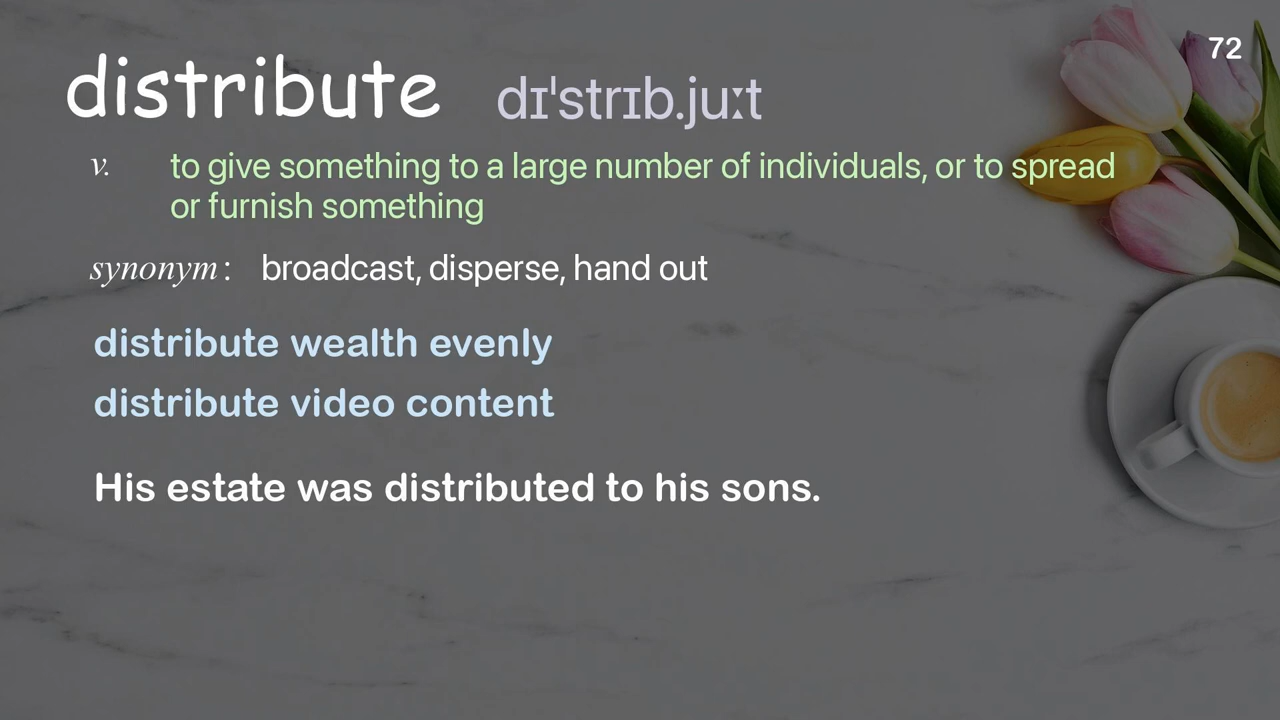 72
distribute dɪˈstrɪb.juːt
v. to give something to a large number of individuals, or to spread
or furnish something
synonym: broadcast, disperse, hand out
distribute wealth evenly
distribute video content
His estate was distributed to his sons.